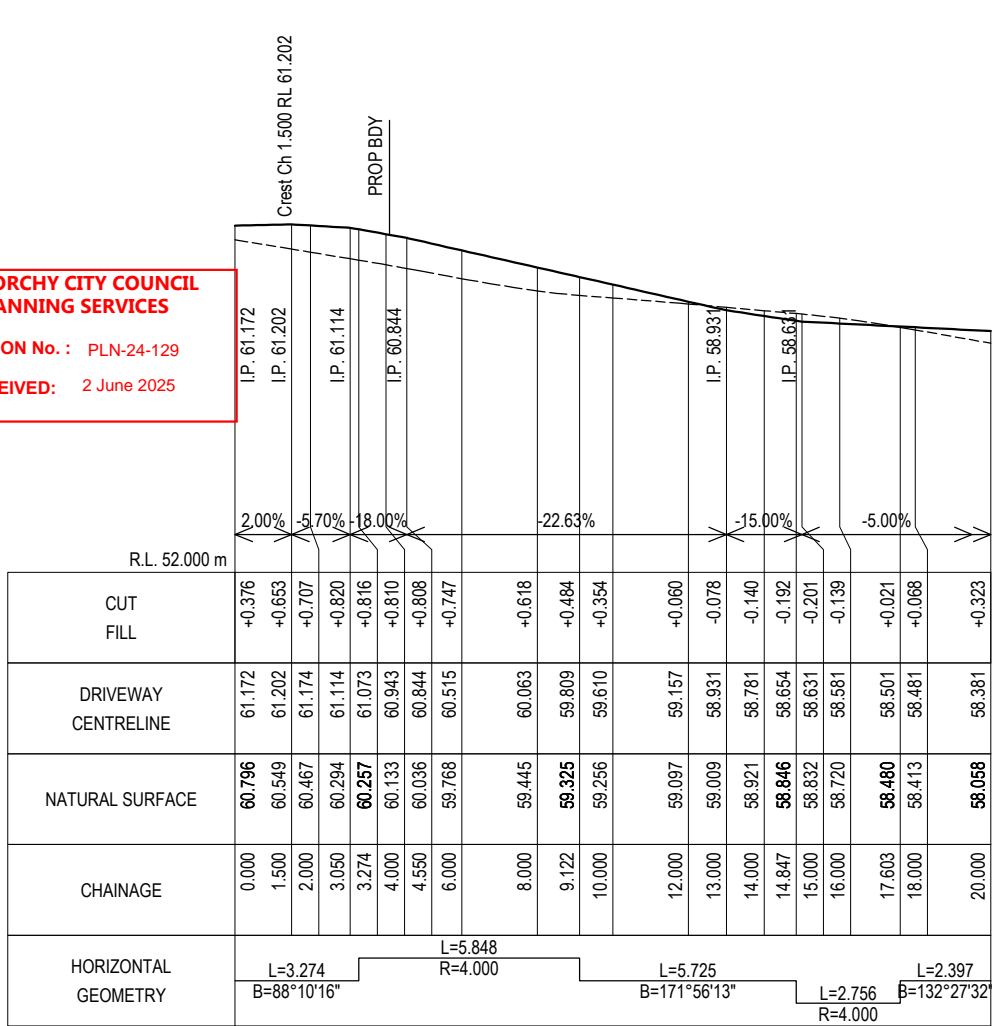 Crest Ch 1.500 RL 61.202
PROP BDY
ORCHY CITY COUNCIL
ANNING SERVICES
ON No. : PLN-24-129
EIVED: 2 June 2025
I.P. 61.172
I.P. 61.202
I.P. 61.114
I.P. 60.844
I.P. 58.931
I.P. 58.631
2.00% -5.70% -18.00% -22.63% -15.00% -5.00%
R.L. 52.000 m
CUT
FILL
+0.376 +0.653 +0.707 +0.820 +0.816 +0.810 +0.808 +0.747 +0.618 +0.484 +0.354 +0.060 -0.078 -0.140 -0.192 -0.201 -0.139 +0.021 +0.068 +0.323
DRIVEWAY
CENTRELINE
61.172 61.202 61.174 61.114 61.073 60.943 60.844 60.515 60.063 59.809 59.610 59.157 58.931 58.781 58.654 58.631 58.581 58.501 58.481 58.381
NATURAL SURFACE
60.796 60.549 60.467 60.294 60.257 60.133 60.036 59.768 59.445 59.325 59.256 59.097 59.009 58.921 58.846 58.832 58.720 58.480 58.413 58.058
CHAINAGE
0.000 1.500 2.000 3.050 3.274 4.000 4.550 6.000 8.000 9.122 10.000 12.000 13.000 14.000 14.847 15.000 16.000 17.603 18.000 20.000
HORIZONTAL
GEOMETRY
L=3.274
B=88°10'16"
L=5.848
R=4.000
L=5.725
B=171°56'13"
L=2.756
R=4.000
L=2.397
B=132°27'32"